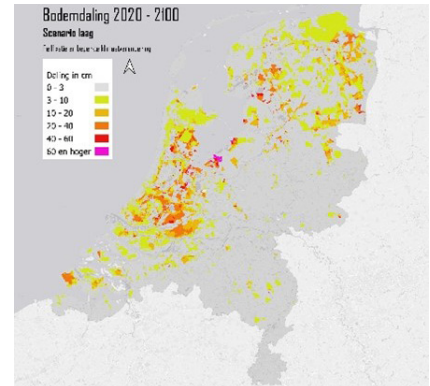 Bodemdaling 2020 - 2100
Scenario laag
Daling in cm
0 - 3
3 - 10
10 - 20
20 - 40
40 - 60
60 en hoger